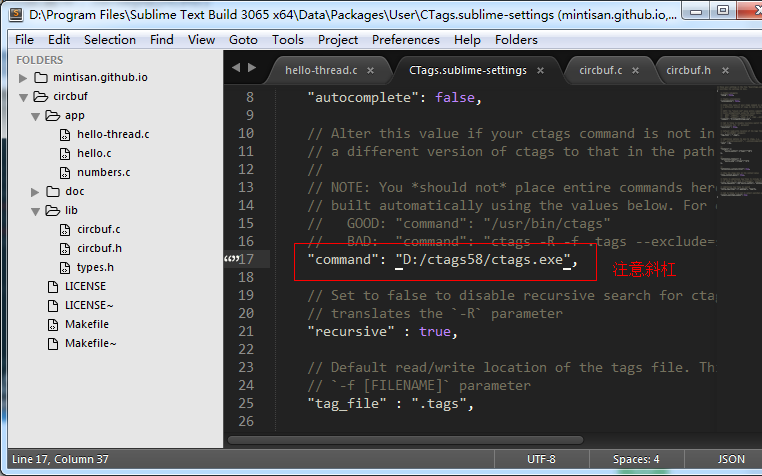 D:\Program Files\Sublime Text Build 3065 x64\Data\Packages\User\CTags.sublime-settings (mintisan.github.io,...
File Edit Selection Find View Goto Tools Project Preferences Help Folders
FOLDERS
mintisan.github.io
circbuf
app
hello-thread.c
hello.c
numbers.c
doc
lib
circbuf.c
circbuf.h
types.h
LICENSE
LICENSE~
Makefile
Makefile~
hello-thread.c × CTags.sublime-settings × circbuf.c × circbuf.h ×
8 "autocomplete": false,
9
10 // Alter this value if your ctags command is not in
11 // a different version of ctags to that in the path
12 //
13 // NOTE: You *should not* place entire commands here
14 // built automatically using the values below. For
15 // GOOD: "command": "/usr/bin/ctags"
16 // BAD: "command": "ctags -R -f .tags --exclude=
17 "command": "D:/ctags58/ctags.exe",
注意斜杠
18
19 // Set to false to disable recursive search for ctag
20 // translates the `-R` parameter
21 "recursive" : true,
22
23 // Default read/write location of the tags file. Th
24 // `-f [FILENAME]` parameter
25 "tag_file" : ".tags",
26
Line 17, Column 37 UTF-8 Spaces: 4 JSON